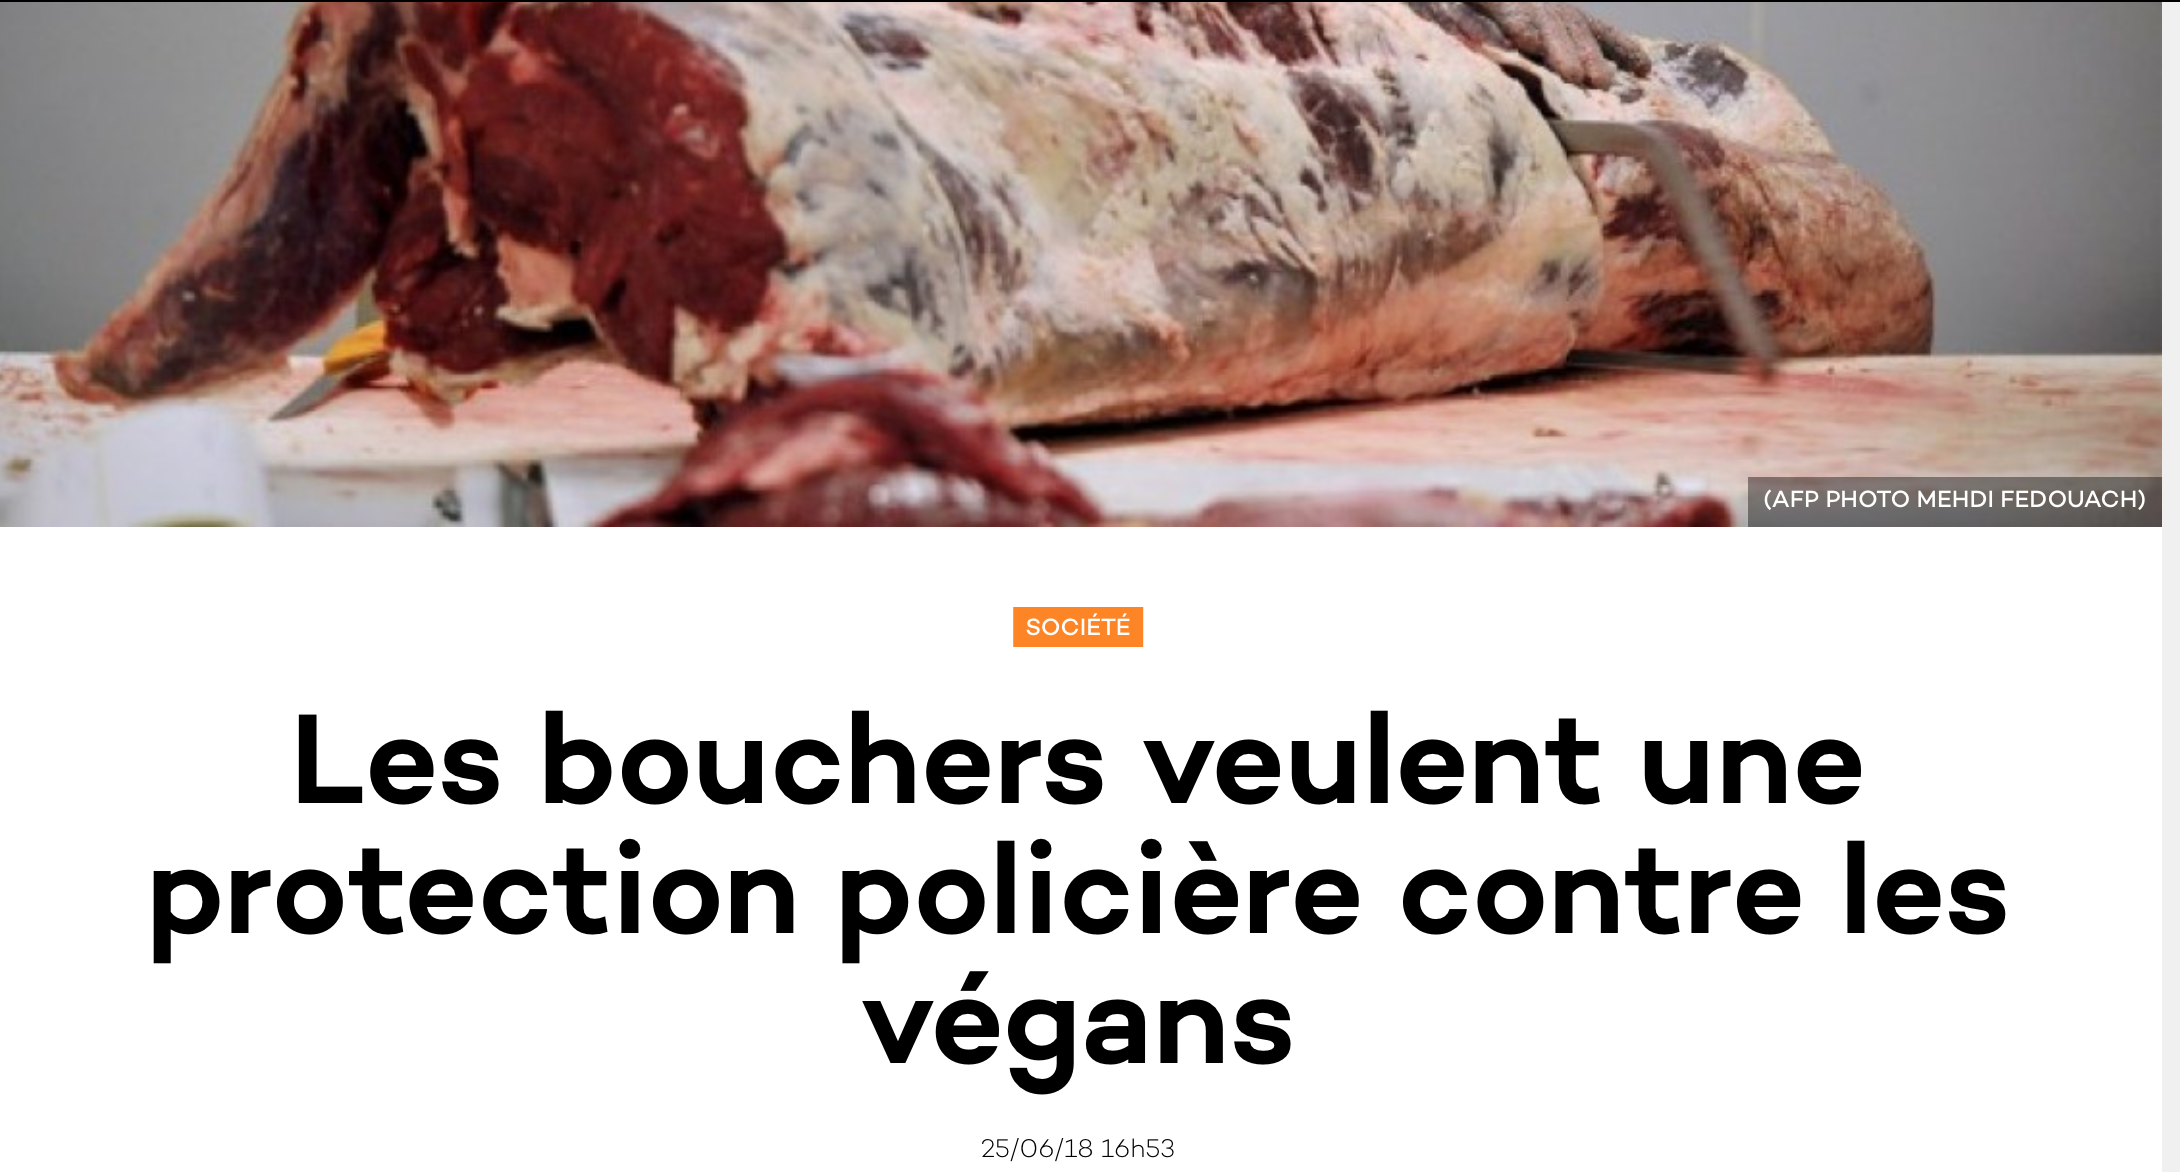 (AFP PHOTO MEHDI FEDOUACH)
SOCIÉTÉ
Les bouchers veulent une
protection policière contre les
végans
25/06/18 16h53